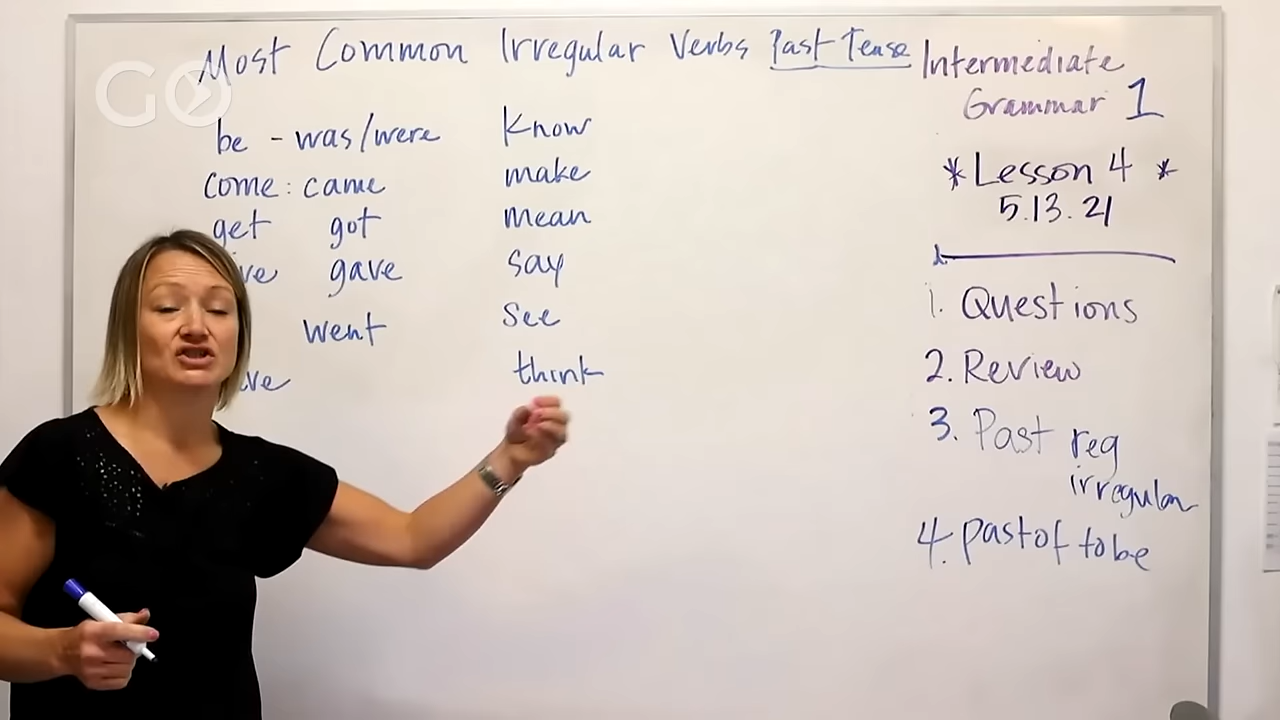 GO
Most Common Irregular Verbs Past Tense
be - was/were
come : came
get got
gave
went
Know
make
mean
say
see
think
Intermediate
Grammar 1
*Lesson 4 *
5.13.21
1. Questions
2. Review
3. Past reg
irregular
4. past of to be